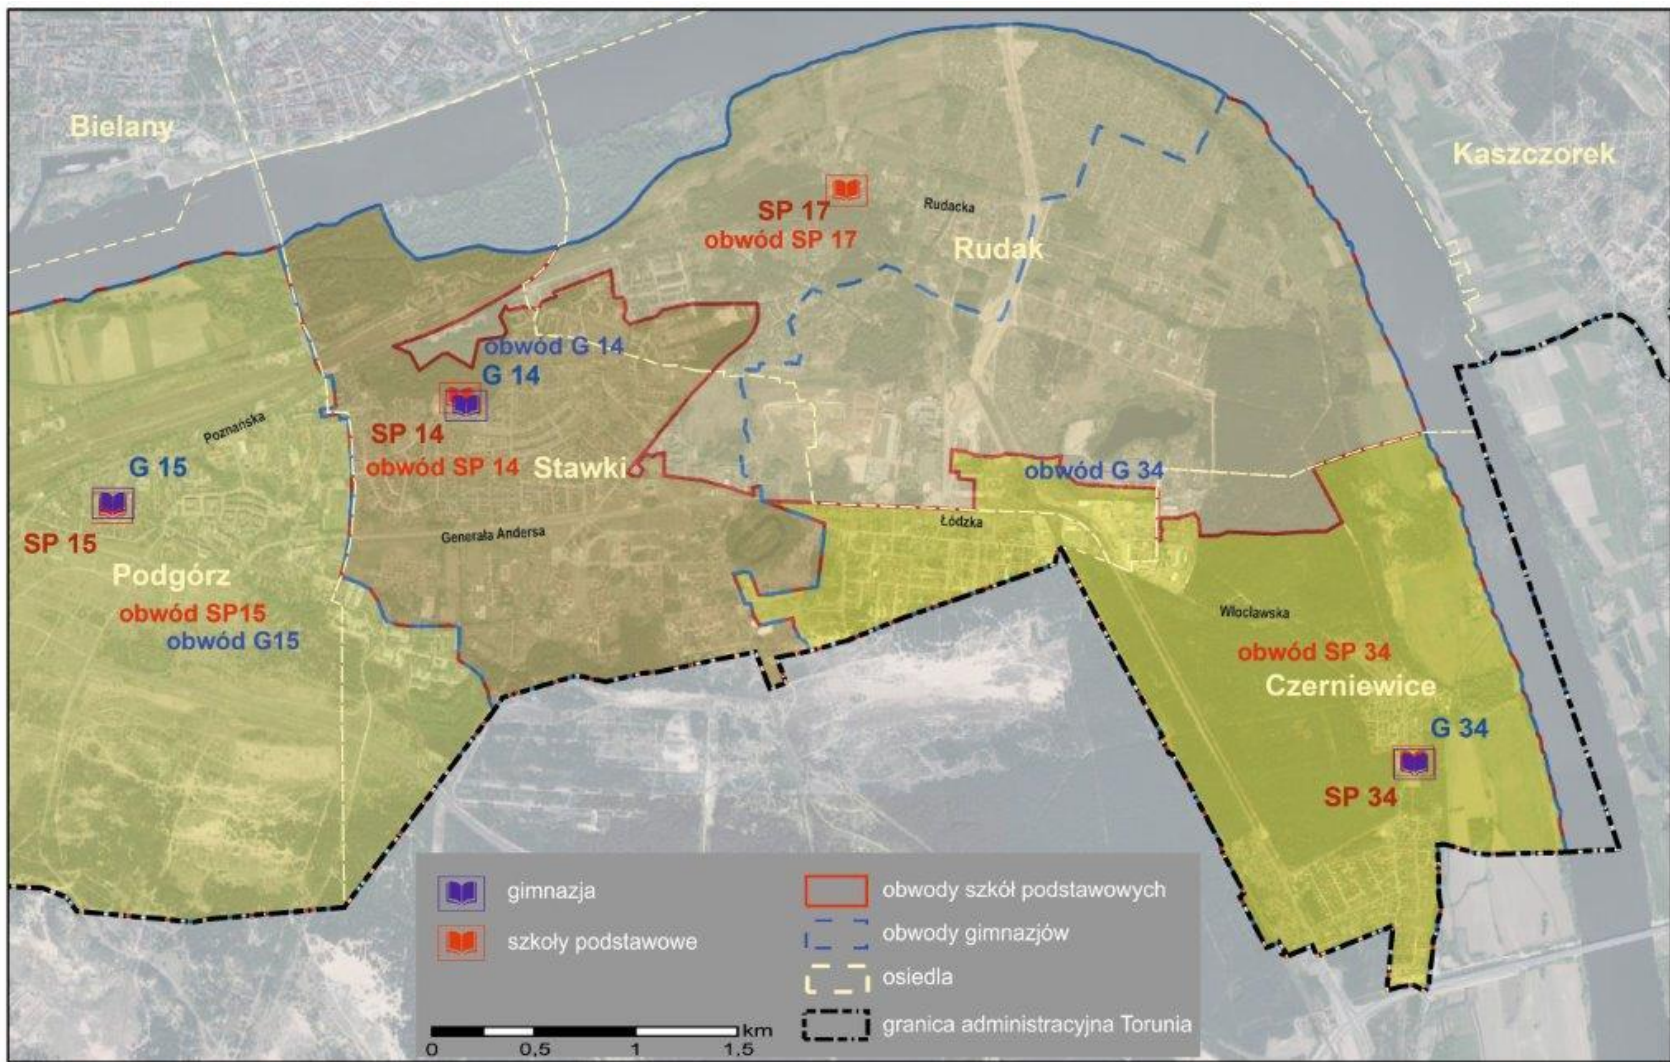 Bielany
Kaszczorek
SP 17
obwód SP 17
Rudacka
Rudak
obwód G 14
G 14
SP 14
obwód SP 14
Stawki
Poznańska
G 15
SP 15
Podgórz
obwód SP15
obwód G15
Generała Andersa
obwód G 34
Łódzka
Włocławska
obwód SP 34
Czerniewice
G 34
SP 34
gimnazja
szkoły podstawowe
obwody szkół podstawowych
obwody gimnazjów
osiedla
granica administracyjna Torunia
km
0 0,5 1 1.5